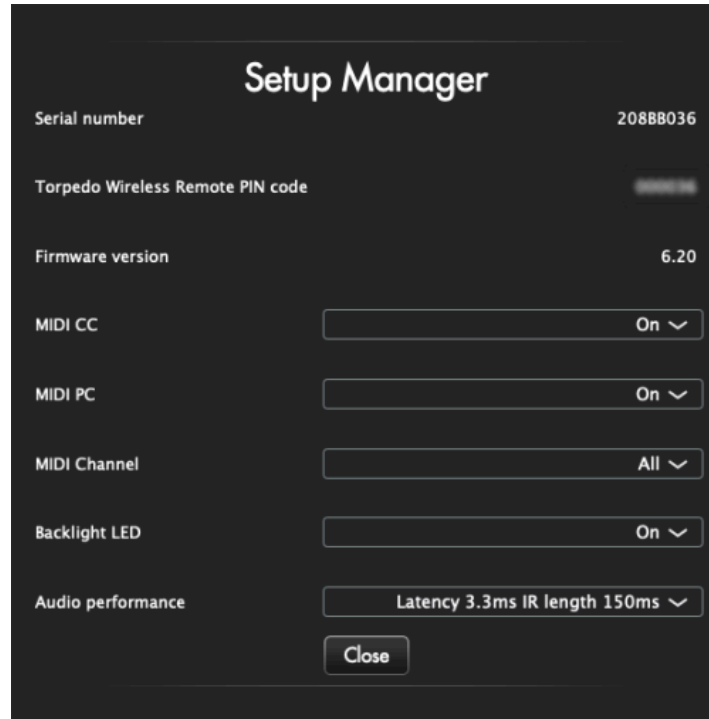 Setup Manager
Serial number 208BB036
Torpedo Wireless Remote PIN code
Firmware version 6.20
MIDI CC On
MIDI PC On
MIDI Channel All
Backlight LED On
Audio performance Latency 3.3ms IR length 150ms
Close